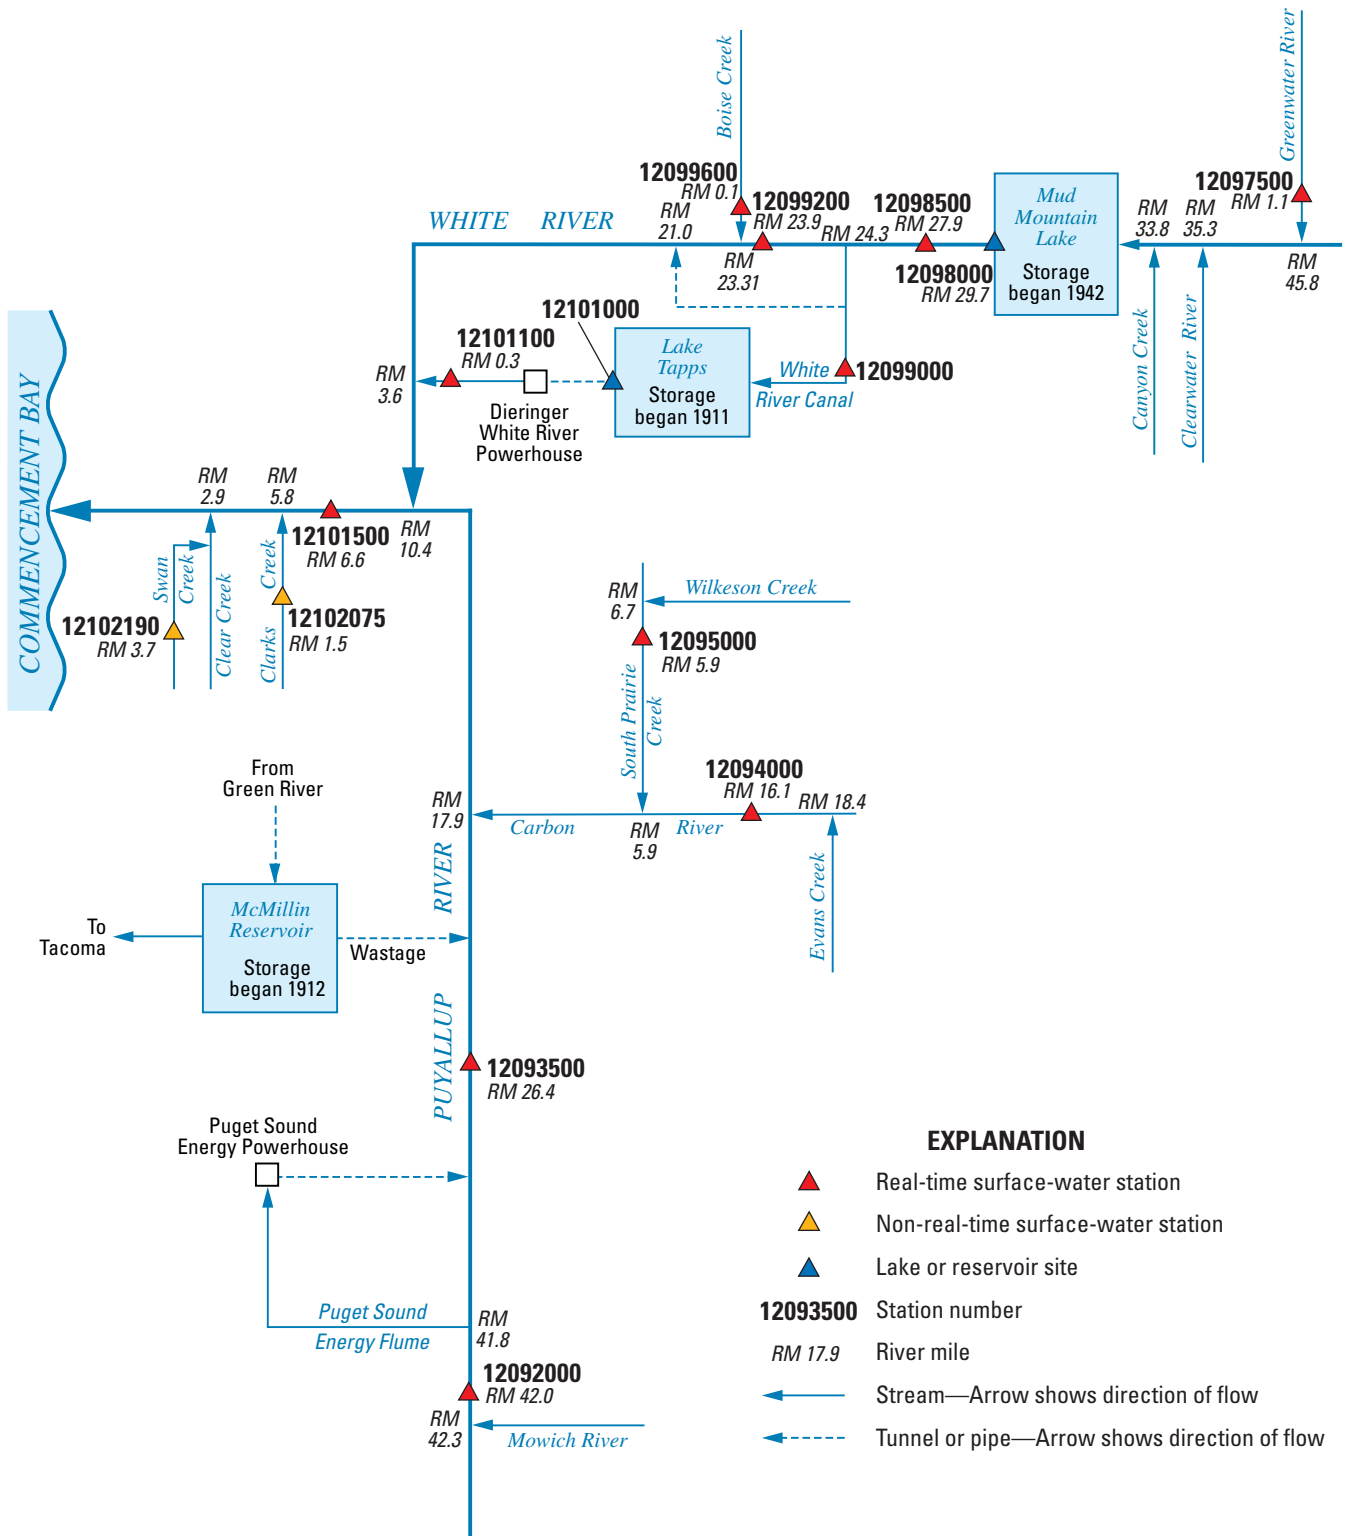 Boise Creek
Greenwater River
12099600
RM 0.1
12097500
RM 1.1
Mud
Mountain
Lake
Storage
began 1942
WHITE RIVER
RM
21.0
12099200
RM 23.9
RM 24.3
12098500
RM 27.9
RM
33.8
RM
35.3
RM
23.31
12098000
RM 29.7
RM
45.8
Canyon Creek
Clearwater River
12101000
12101100
RM 0.3
Lake
Tapps
Storage
began 1911
White
River Canal
12099000
RM
3.6
Dieringer
White River
Powerhouse
COMMENCEMENT BAY
RM
2.9
RM
5.8
12101500
RM 6.6
RM
10.4
Swan
Creek
Clear Creek
Clarks Creek
12102190
RM 3.7
12102075
RM 1.5
RM
6.7
Wilkeson Creek
12095000
RM 5.9
South Prairie
Creek
12094000
RM 16.1
RM 18.4
From
Green River
RM
17.9
Carbon River
RM
5.9
Evans Creek
McMillin
Reservoir
Storage
began 1912
To
Tacoma
Wastage
PUYALLUP RIVER
12093500
RM 26.4
Puget Sound
Energy Powerhouse
Puget Sound
Energy Flume
RM
41.8
12092000
RM 42.0
RM
42.3
Mowich River
EXPLANATION
Real-time surface-water station
Non-real-time surface-water station
Lake or reservoir site
12093500 Station number
RM 17.9 River mile
Stream—Arrow shows direction of flow
Tunnel or pipe—Arrow shows direction of flow